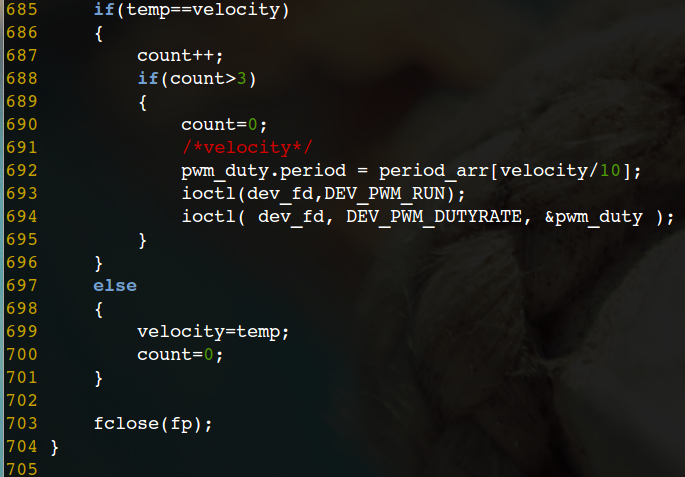 685     if(temp==velocity)
686     {
687         count++;
688         if(count>3)
689         {
690             count=0;
691             /*velocity*/
692             pwm_duty.period = period_arr[velocity/10];
693             ioctl(dev_fd,DEV_PWM_RUN);
694             ioctl( dev_fd, DEV_PWM_DUTYRATE, &pwm_duty );
695         }
696     }
697     else
698     {
699         velocity=temp;
700         count=0;
701     }
702
703     fclose(fp);
704 }
705